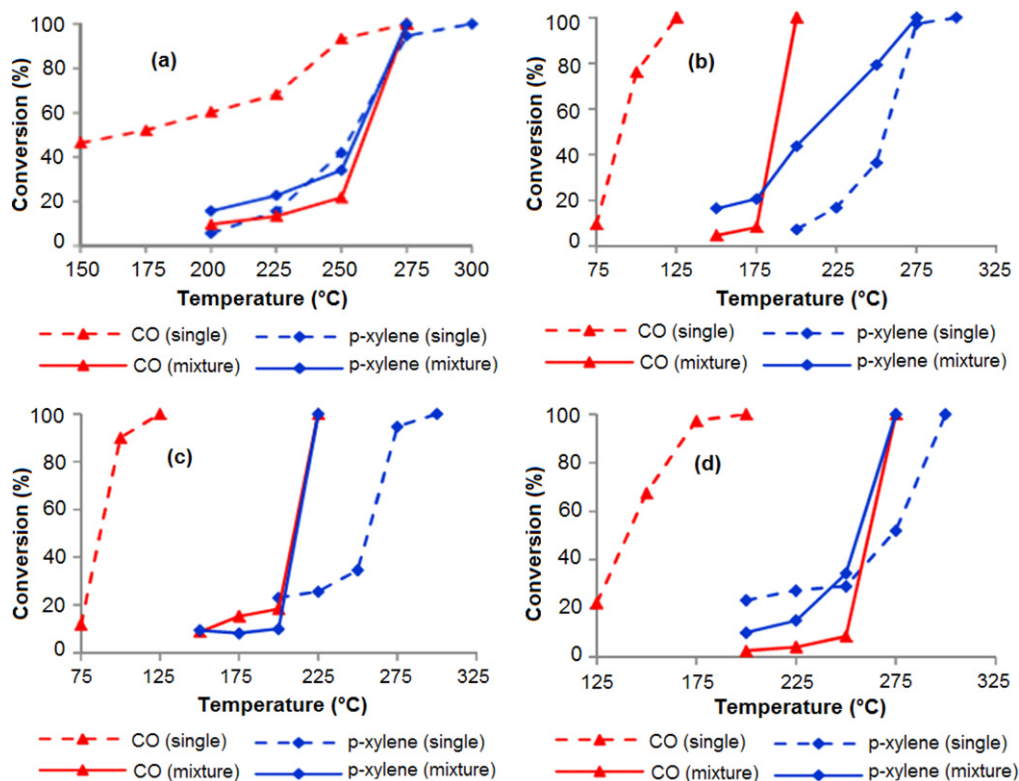 (a)
Conversion (%)
100
80
60
40
20
0
150 175 200 225 250 275 300
Temperature (°C)
CO (single) p-xylene (single)
CO (mixture) p-xylene (mixture)
(b)
Conversion (%)
100
80
60
40
20
0
75 125 175 225 275 325
Temperature (°C)
CO (single) p-xylene (single)
CO (mixture) p-xylene (mixture)
(c)
Conversion (%)
100
80
60
40
20
0
75 125 175 225 275 325
Temperature (°C)
CO (single) p-xylene (single)
CO (mixture) p-xylene (mixture)
(d)
Conversion (%)
100
80
60
40
20
0
125 175 225 275 325
Temperature (°C)
CO (single) p-xylene (single)
CO (mixture) p-xylene (mixture)